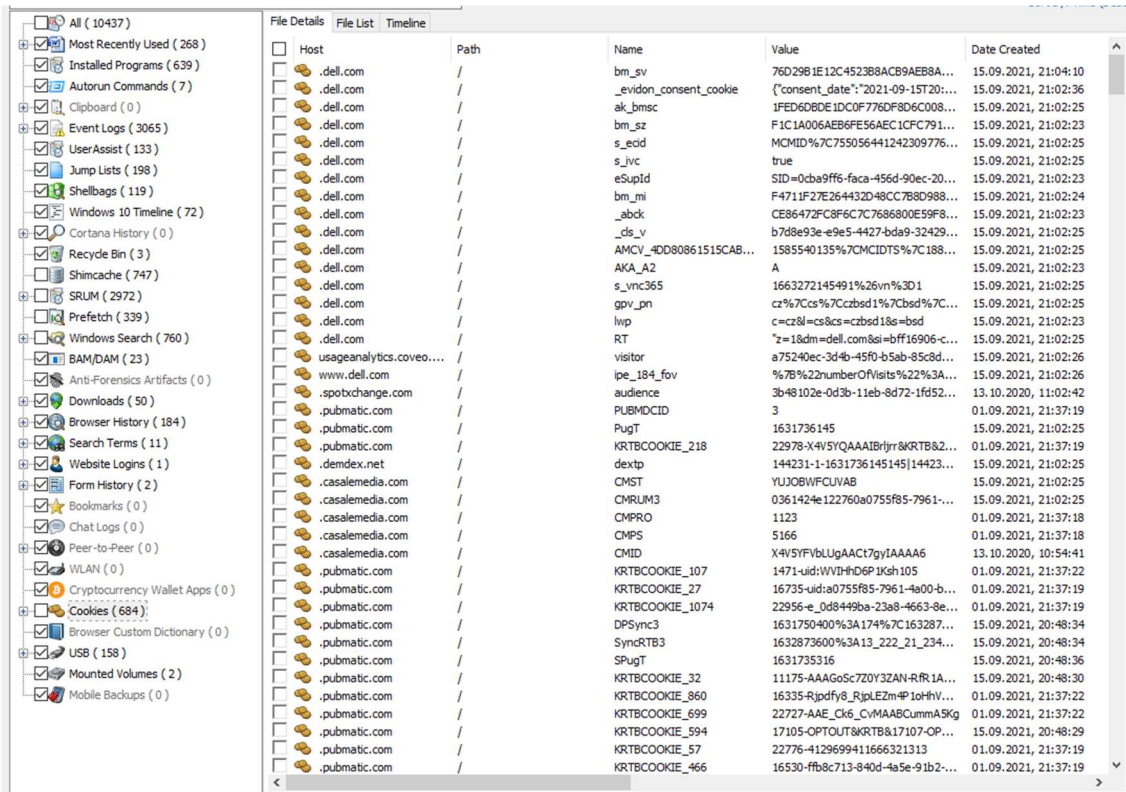 All ( 10437 )
Most Recently Used ( 268 )
Installed Programs ( 639 )
Autorun Commands ( 7 )
Clipboard ( 0 )
Event Logs ( 3065 )
UserAssist ( 133 )
Jump Lists ( 198 )
Shellbags ( 119 )
Windows 10 Timeline ( 72 )
Cortana History ( 0 )
Recycle Bin ( 3 )
Shimcache ( 747 )
SRUM ( 2972 )
Prefetch ( 339 )
Windows Search ( 760 )
BAM/DAM ( 23 )
Anti-Forensics Artifacts ( 0 )
Downloads ( 50 )
Browser History ( 184 )
Search Terms ( 11 )
Website Logins ( 1 )
Form History ( 2 )
Bookmarks ( 0 )
Chat Logs ( 0 )
Peer-to-Peer ( 0 )
WLAN ( 0 )
Cryptocurrency Wallet Apps ( 0 )
Cookies ( 684 )
Browser Custom Dictionary ( 0 )
USB ( 158 )
Mounted Volumes ( 2 )
Mobile Backups ( 0 )
File Details File List Timeline
Host Path Name Value Date Created
.dell.com / bm_sv 76D29B1E12C4523B8ACB9AEB8A... 15.09.2021, 21:04:10
.dell.com / _evidon_consent_cookie {"consent_date":"2021-09-15T20:... 15.09.2021, 21:02:36
.dell.com / ak_bmsc 1FED6DBDE1DC0F776DF8D6C008... 15.09.2021, 21:02:25
.dell.com / bm_sz F1C1A006AEB6FE56AEC1CFC791... 15.09.2021, 21:02:23
.dell.com / s_ecid MCMID%7C755056441242309776... 15.09.2021, 21:02:25
.dell.com / s_ivc true 15.09.2021, 21:02:25
.dell.com / eSupId SID=0cba9ff6-faca-456d-90ec-20... 15.09.2021, 21:02:25
.dell.com / bm_mi F4711F27E264432D48CC7B8D988... 15.09.2021, 21:02:24
.dell.com / _abck CE86472FC8F6C7C7686800E59F8... 15.09.2021, 21:02:23
.dell.com / _cls_v b7d8e93e-e9e5-4427-bda9-32429... 15.09.2021, 21:02:25
.dell.com / AMCV_4DD80861515CAB... 1585540135%7CMCIDTS%7C188... 15.09.2021, 21:02:25
.dell.com / AKA_A2 A 15.09.2021, 21:02:23
.dell.com / s_vnc365 1663272145491%26vn%3D1 15.09.2021, 21:02:25
.dell.com / gpv_pn cz%7Ccs%7Cczbsd1%7Cbsd%7C... 15.09.2021, 21:02:25
.dell.com / lwp c=cz&l=cs&cs=czbsd1&s=bsd 15.09.2021, 21:02:23
.dell.com / RT "z=1&dm=dell.com&si=bff16906-c... 15.09.2021, 21:02:25
usageanalytics.coveo.... / visitor a75240ec-3d4b-45f0-b5ab-85c8d... 15.09.2021, 21:02:26
www.dell.com / ipe_184_fov %7B%22numberOfVisits%22%3A... 15.09.2021, 21:02:26
.spotxchange.com / audience 3b48102e-0d3b-11eb-8d72-1fd52... 13.10.2020, 11:02:42
.pubmatic.com / PUBMDCID 3 01.09.2021, 21:37:19
.pubmatic.com / PugT 1631736145 15.09.2021, 21:02:25
.pubmatic.com / KRTBCOOKIE_218 22978-X4V5YQAAAIBrljrr&KRTB&2... 01.09.2021, 21:37:19
.demdex.net / dextp 144231-1-1631736145145|14423... 15.09.2021, 21:02:25
.casalemedia.com / CMST YUJOBWFCUVAB 15.09.2021, 21:02:25
.casalemedia.com / CMRUM3 0361424e122760a0755f85-7961-... 15.09.2021, 21:02:25
.casalemedia.com / CMPRO 1123 01.09.2021, 21:37:18
.casalemedia.com / CMPS 5166 01.09.2021, 21:37:18
.casalemedia.com / CMID X4V5YFVbLUgAACt7gyIAAAA6 13.10.2020, 10:54:41
.pubmatic.com / KRTBCOOKIE_107 1471-uid:WVIHhD6P1Ksh105 01.09.2021, 21:37:22
.pubmatic.com / KRTBCOOKIE_27 16735-uid:a0755f85-7961-4a00-b... 01.09.2021, 21:37:19
.pubmatic.com / KRTBCOOKIE_1074 22956-e_0d8449ba-23a8-4663-8e... 01.09.2021, 21:37:19
.pubmatic.com / DPSync3 1631750400%3A174%7C163287... 15.09.2021, 20:48:34
.pubmatic.com / SyncRTB3 1632873600%3A13_222_21_234... 15.09.2021, 20:48:34
.pubmatic.com / SPugT 1631735316 15.09.2021, 20:48:36
.pubmatic.com / KRTBCOOKIE_32 11175-AAAGoSc7Z0Y3ZAN-RfR1A... 15.09.2021, 20:48:30
.pubmatic.com / KRTBCOOKIE_860 16335-Rjpdfy8_RjpLEZm4P1oHhV... 01.09.2021, 21:37:22
.pubmatic.com / KRTBCOOKIE_699 22727-AAE_Ck6_CvMAABCummA5Kg 01.09.2021, 21:37:22
.pubmatic.com / KRTBCOOKIE_594 17105-OPTOUT&KRTB&17107-OP... 15.09.2021, 20:48:29
.pubmatic.com / KRTBCOOKIE_57 22776-4129699411666321313 01.09.2021, 21:37:19
.pubmatic.com / KRTBCOOKIE_466 16530-ffb8c713-840d-4a5e-91b2-... 01.09.2021, 21:37:19